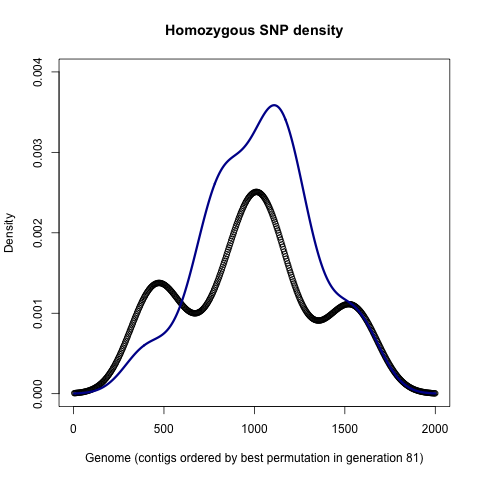 Homozygous SNP density
0.004
0.003
0.002
0.001
0.000
Density
0 500 1000 1500 2000
Genome (contigs ordered by best permutation in generation 81)